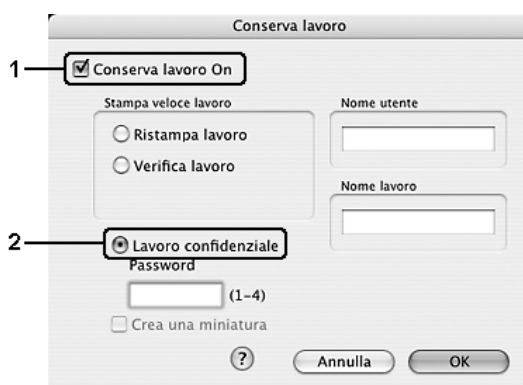 Conserva lavoro
1
Conserva lavoro On
Stampa veloce lavoro
Nome utente
Ristampa lavoro
Verifica lavoro
Nome lavoro
2
Lavoro confidenziale
Password
(1-4)
Crea una miniatura
?
Annulla
OK